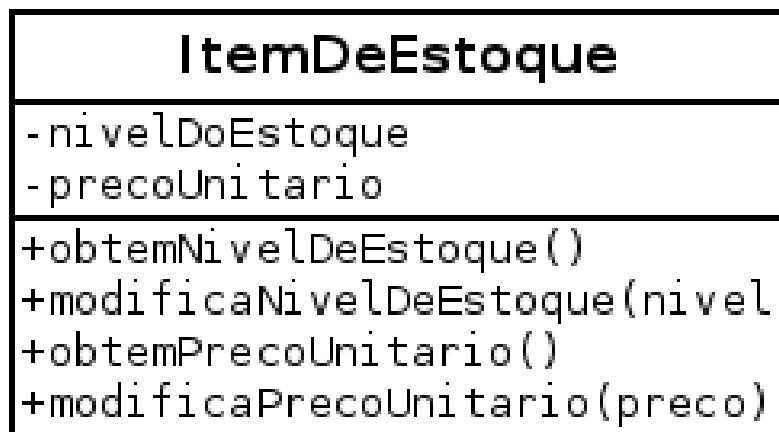 ItemDeEstoque
-nivelDoEstoque
-precoUnitario
+obtemNivelDeEstoque()
+modificaNivelDeEstoque(nivel
+obtemPrecoUnitario()
+modificaPrecoUnitario(preco)